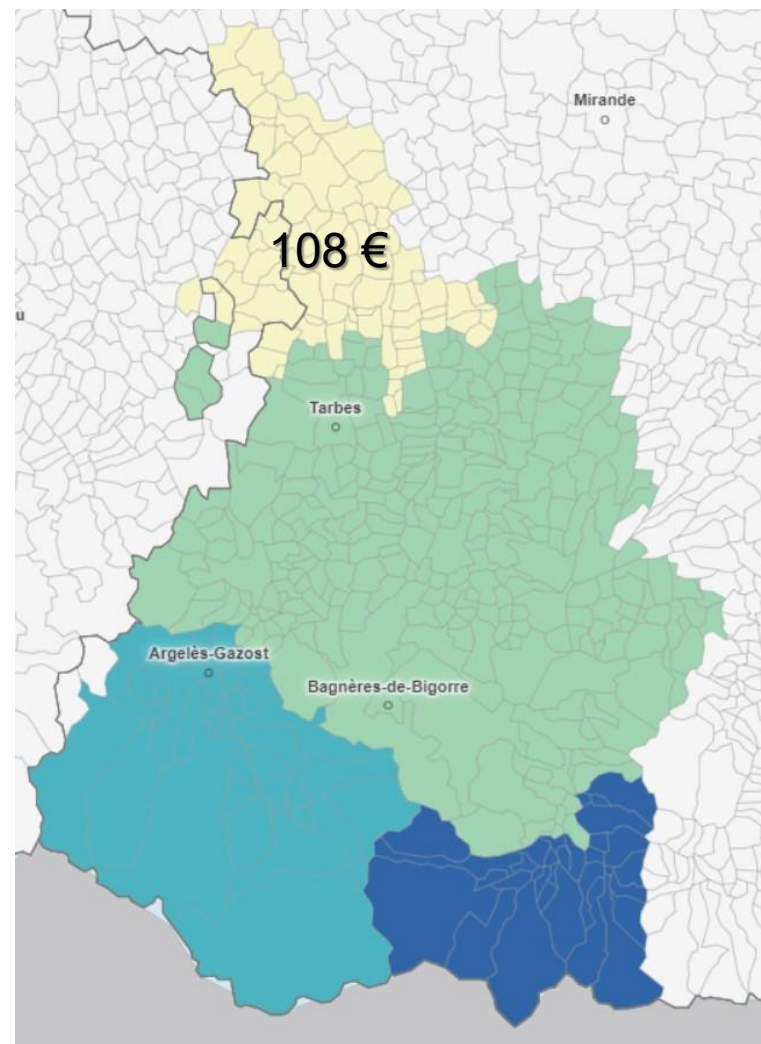 Mirande
108 €
u
Tarbes
Argelès-Gazost
Bagnères-de-Bigorre